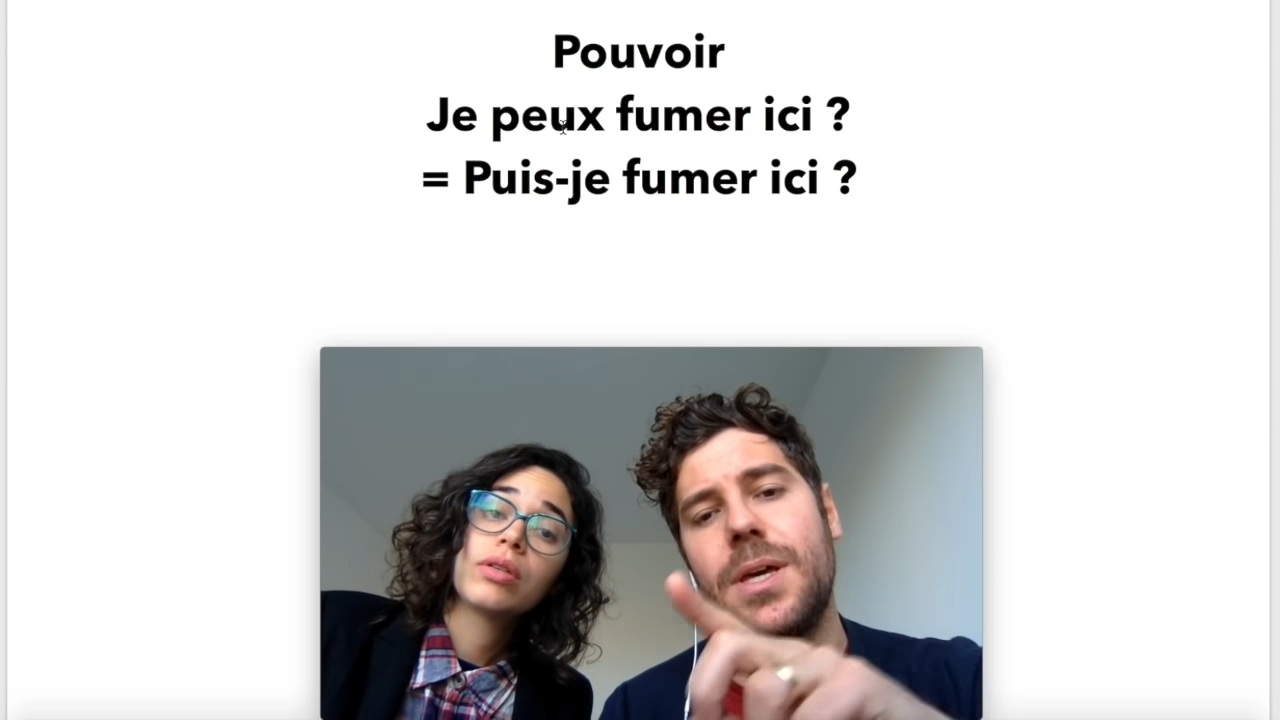 Pouvoir
Je peux fumer ici ?
= Puis-je fumer ici ?